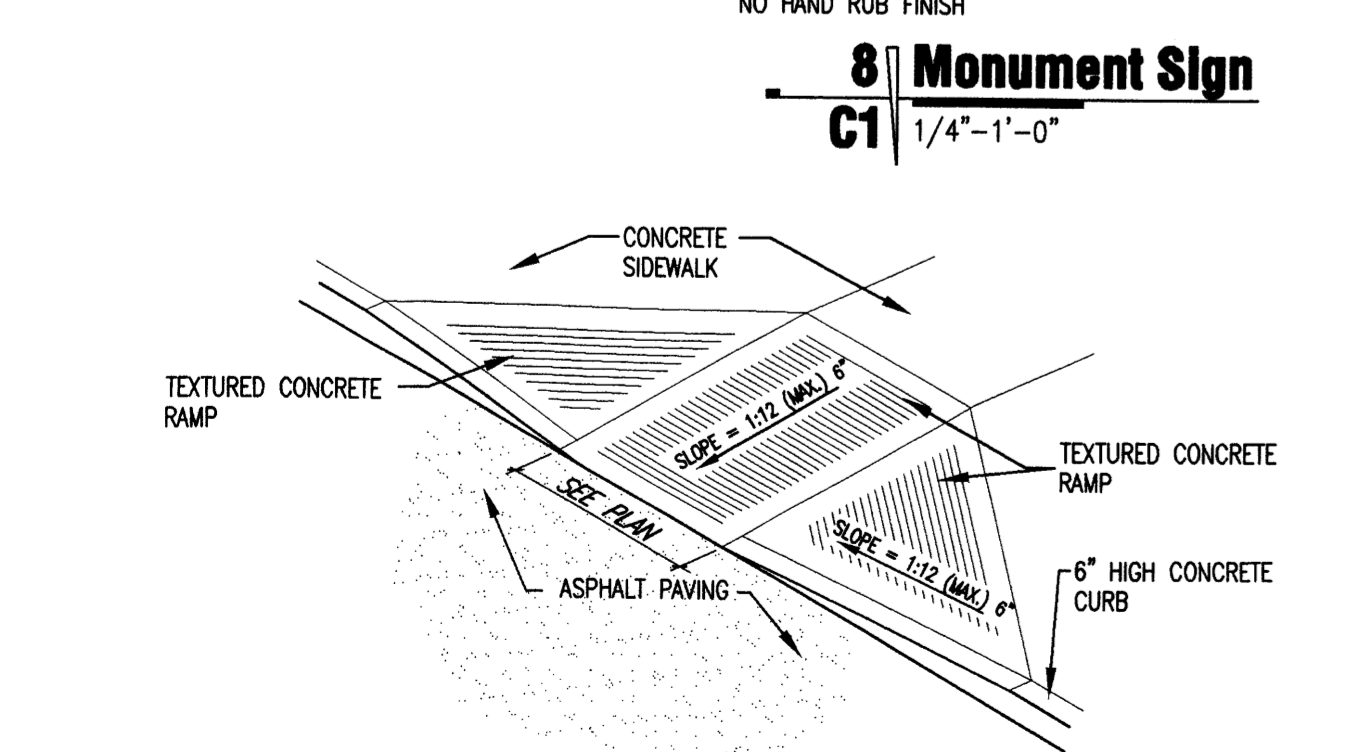 NO HAND RUB FINISH
8 Monument Sign
C1 1/4"-1'-0"
CONCRETE
SIDEWALK
TEXTURED CONCRETE
RAMP
SLOPE = 1:12 (MAX.) 6"
TEXTURED CONCRETE
RAMP
SEE PLAN
SLOPE = 1:12 (MAX.) 6"
ASPHALT PAVING
6" HIGH CONCRETE
CURB